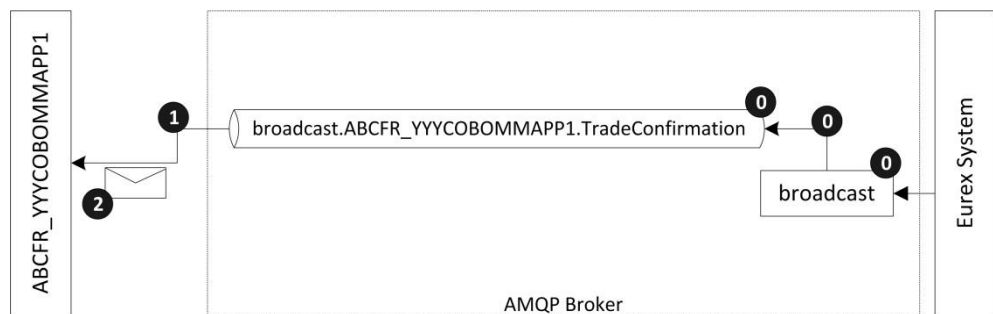 ABCFR_YYYCOBOMMAPP1
1
2
broadcast.ABCFR_YYYCOBOMMAPP1.TradeConfirmation
0
0
0
broadcast
AMQP Broker
Eurex System